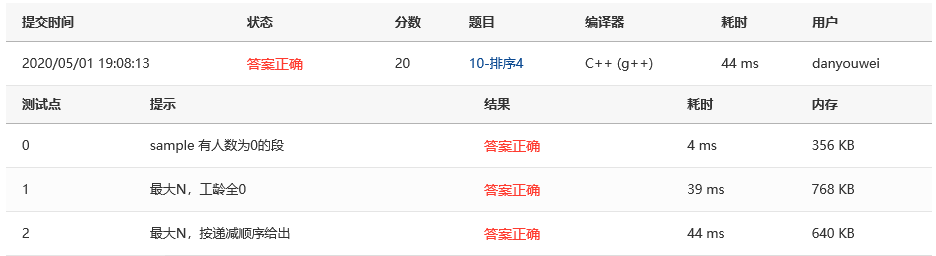 提交时间 状态 分数 题目 编译器 耗时 用户
2020/05/01 19:08:13 答案正确 20 10-排序4 C++ (g++) 44 ms danyouwei
测试点 提示 结果 耗时 内存
0 sample 有人数为0的段 答案正确 4 ms 356 KB
1 最大N，工龄全0 答案正确 39 ms 768 KB
2 最大N，按递减顺序给出 答案正确 44 ms 640 KB